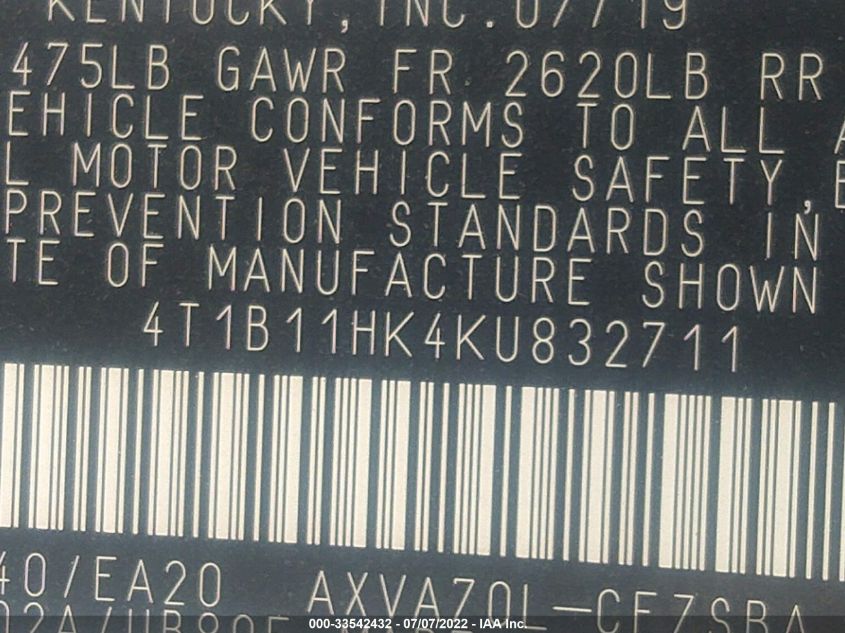 KENTUCKY, INC. 07/19
475LB GAWR FR 2620LB RR
EHICLE CONFORMS TO ALL A
L MOTOR VEHICLE SAFETY,
PREVENTION STANDARDS IN
TE OF MANUFACTURE SHOWN
4T1B11HK4KU832711
40/EA20 AXVA70L-CEZSBA
000-33542432 - 07/07/2022 - IAA Inc.